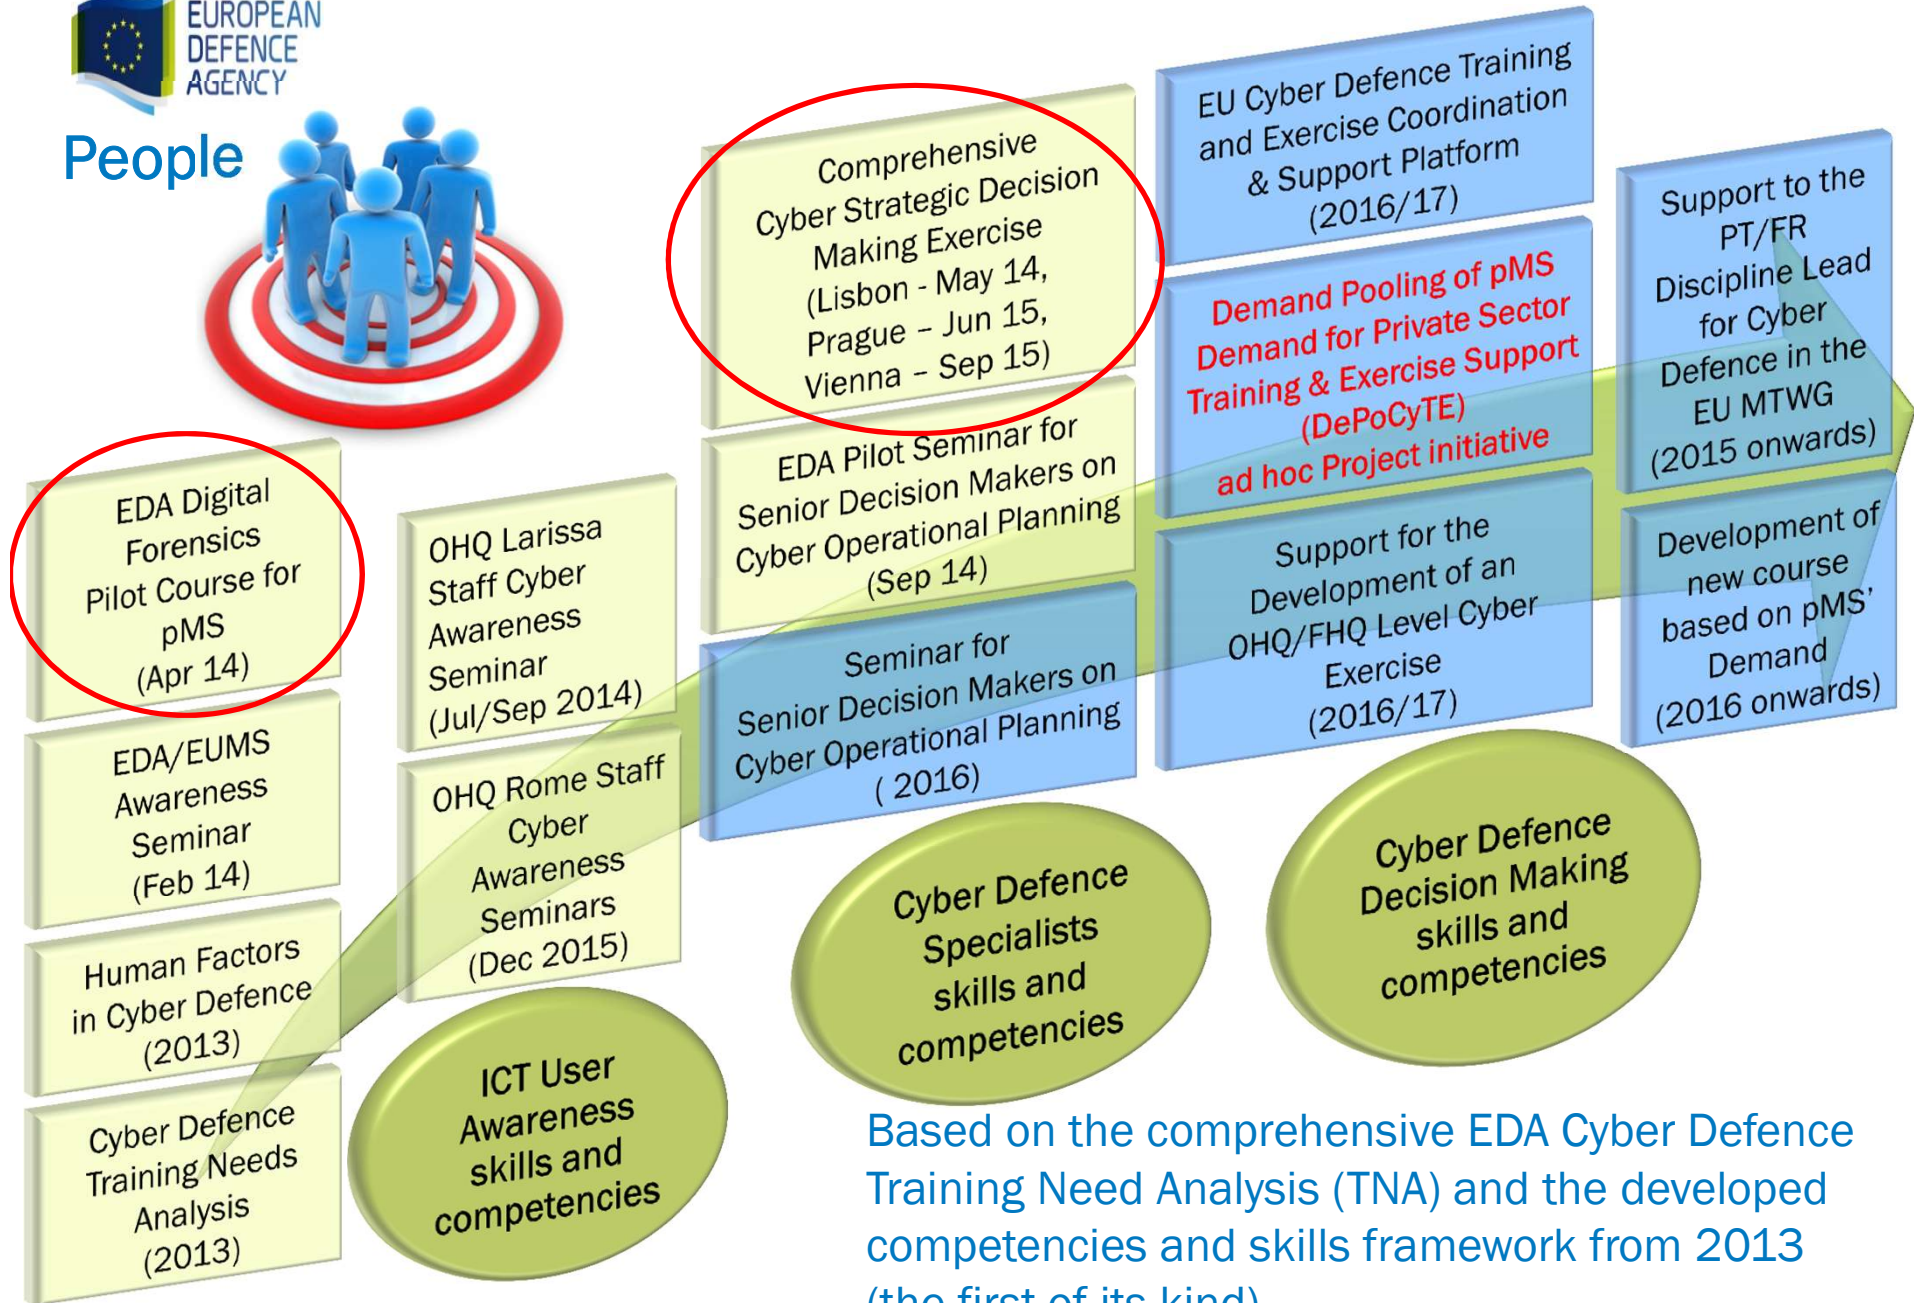 EUROPEAN
DEFENCE
AGENCY
People
EDA Digital
Forensics
Pilot Course for
pMS
(Apr 14)
EDA/EUMS
Awareness
Seminar
(Feb 14)
Human Factors
in Cyber Defence
(2013)
Cyber Defence
Training Needs
Analysis
(2013)
OHQ Larissa
Staff Cyber
Awareness
Seminar
(Jul/Sep 2014)
OHQ Rome Staff
Cyber
Awareness
Seminars
(Dec 2015)
ICT User
Awareness
skills and
competencies
Comprehensive
Cyber Strategic Decision
Making Exercise
(Lisbon - May 14,
Prague – Jun 15,
Vienna – Sep 15)
EDA Pilot Seminar for
Senior Decision Makers on
Cyber Operational Planning
(Sep 14)
Seminar for
Senior Decision Makers on
Cyber Operational Planning
( 2016)
Cyber Defence
Specialists
skills and
competencies
EU Cyber Defence Training
and Exercise Coordination
& Support Platform
(2016/17)
Demand Pooling of pMS
Demand for Private Sector
Training & Exercise Support
(DePoCyTE)
ad hoc Project initiative
Support for the
Development of an
OHQ/FHQ Level Cyber
Exercise
(2016/17)
Cyber Defence
Decision Making
skills and
competencies
Support to the
PT/FR
Discipline Lead
for Cyber
Defence in the
EU MTWG
(2015 onwards)
Development of
new course
based on pMS'
Demand
(2016 onwards)
Based on the comprehensive EDA Cyber Defence
Training Need Analysis (TNA) and the developed
competencies and skills framework from 2013
(the first of its kind)